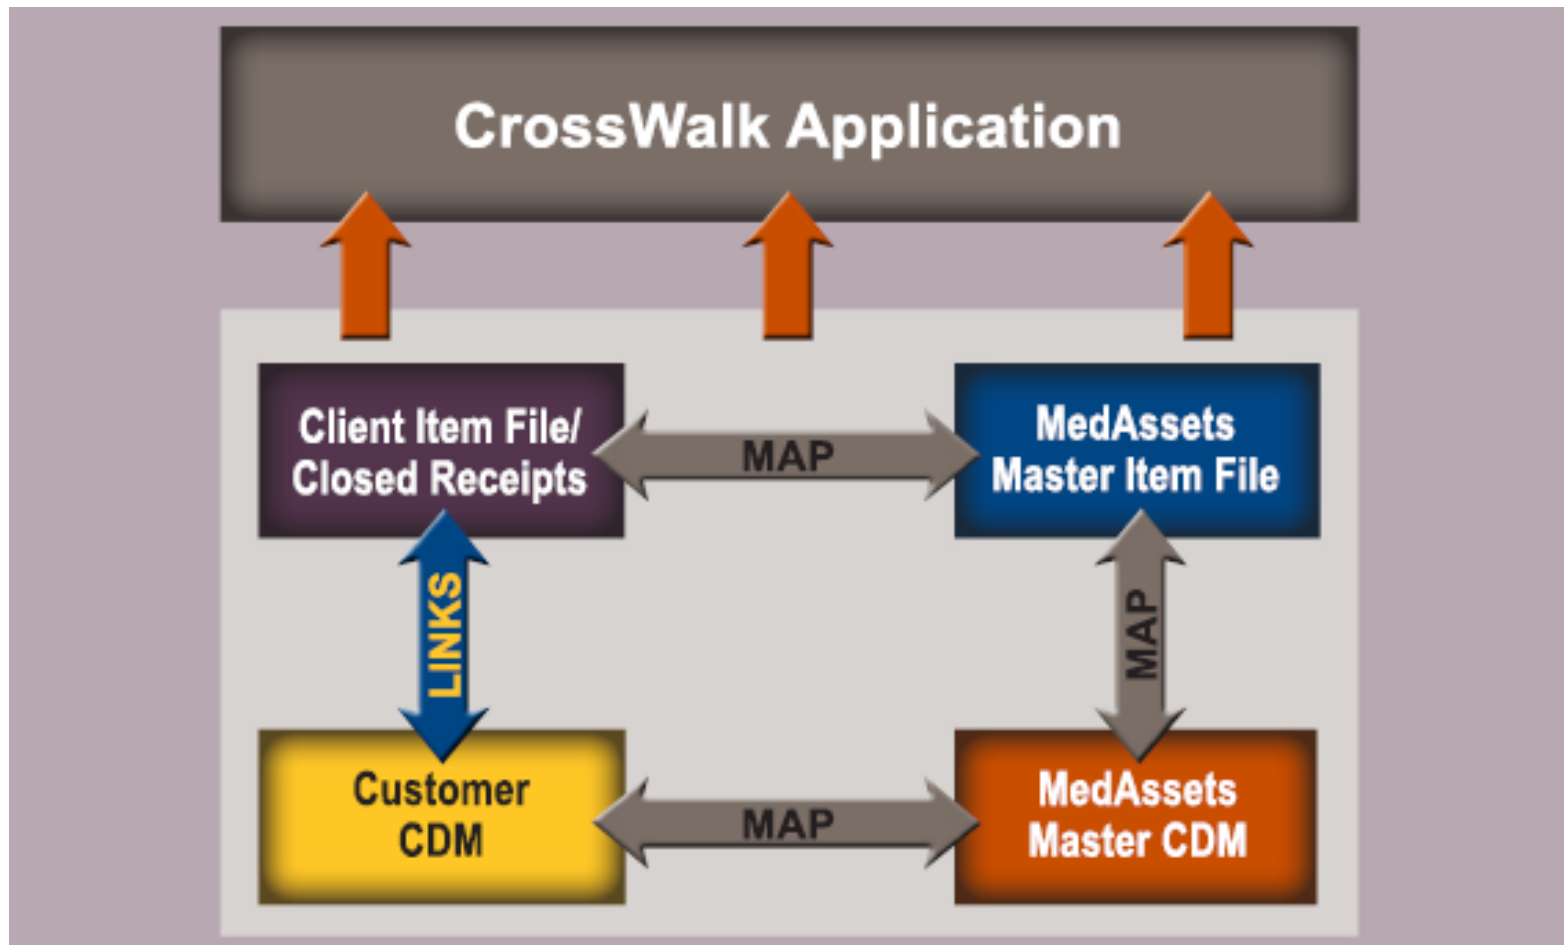 CrossWalk Application
Client Item File/
Closed Receipts
MAP
MedAssets
Master Item File
LINKS
MAP
Customer
CDM
MAP
MedAssets
Master CDM